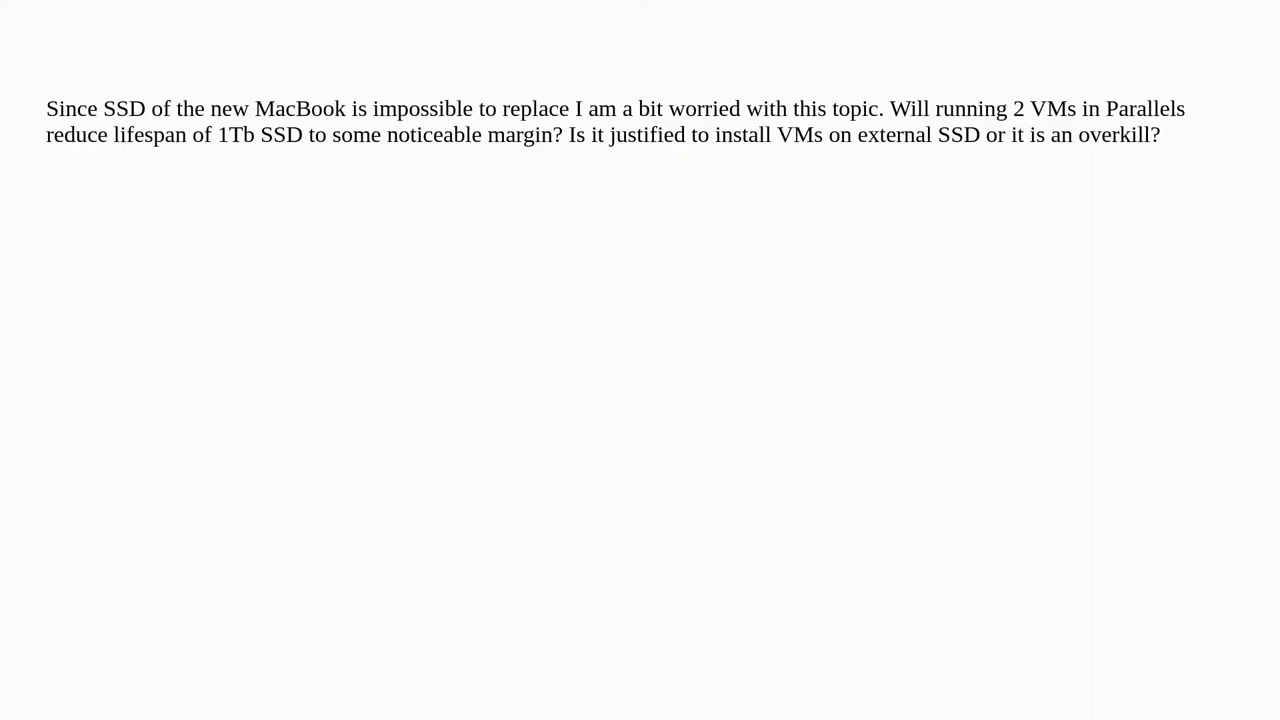 Since SSD of the new MacBook is impossible to replace I am a bit worried with this topic. Will running 2 VMs in Parallels
reduce lifespan of 1Tb SSD to some noticeable margin? Is it justified to install VMs on external SSD or it is an overkill?